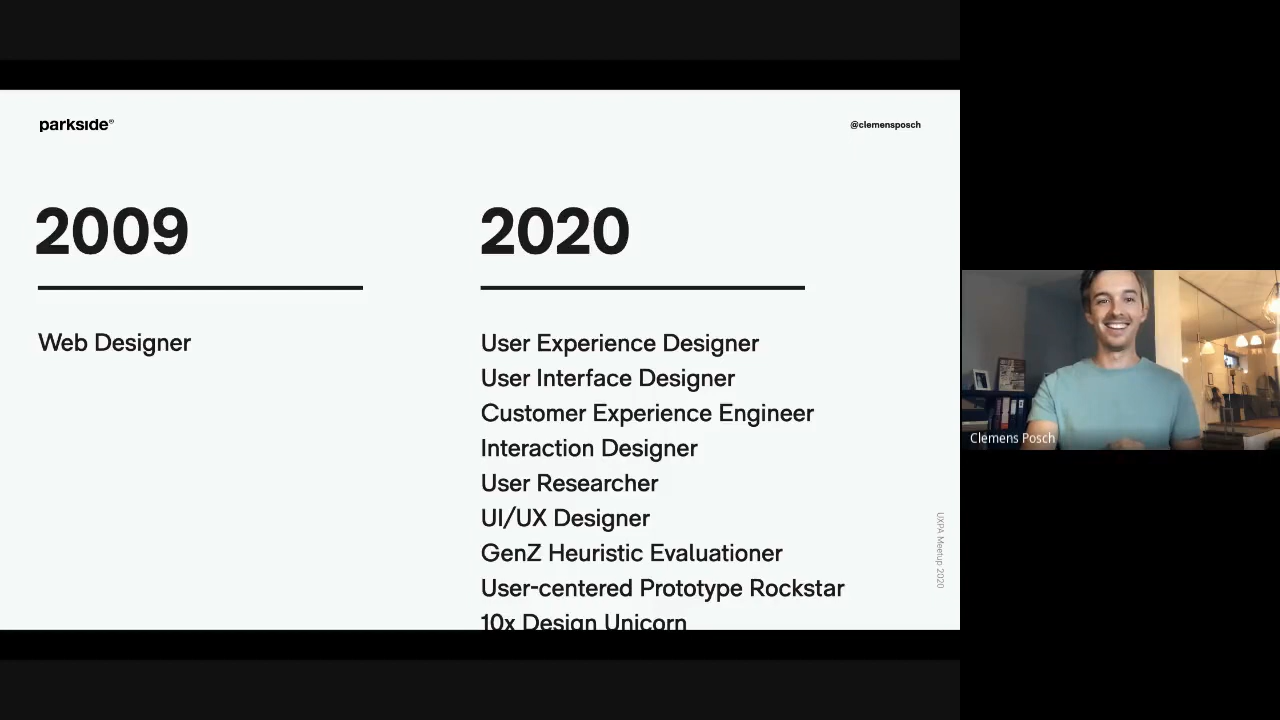 parksıde®
@clemensposch
2009
Web Designer
2020
User Experience Designer
User Interface Designer
Customer Experience Engineer
Interaction Designer
User Researcher
UI/UX Designer
GenZ Heuristic Evaluationer
User-centered Prototype Rockstar
10x Design Unicorn
UXPA Meetup 2020
Clemens Posch